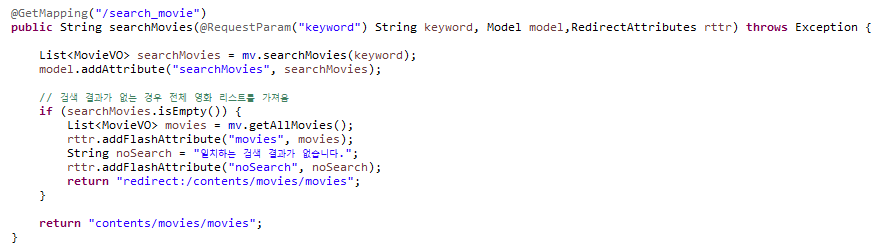 @GetMapping("/search_movie")
public String searchMovies(@RequestParam("keyword") String keyword, Model model,RedirectAttributes rttr) throws Exception {
List<MovieVO> searchMovies = mv.searchMovies(keyword);
model.addAttribute("searchMovies", searchMovies);
// 검색 결과가 없는 경우 전체 영화 리스트를 가져옴
if (searchMovies.isEmpty()) {
List<MovieVO> movies = mv.getAllMovies();
rttr.addFlashAttribute("movies", movies);
String noSearch = "일치하는 검색 결과가 없습니다.";
rttr.addFlashAttribute("noSearch", noSearch);
return "redirect:/contents/movies/movies";
}
return "contents/movies/movies";
}